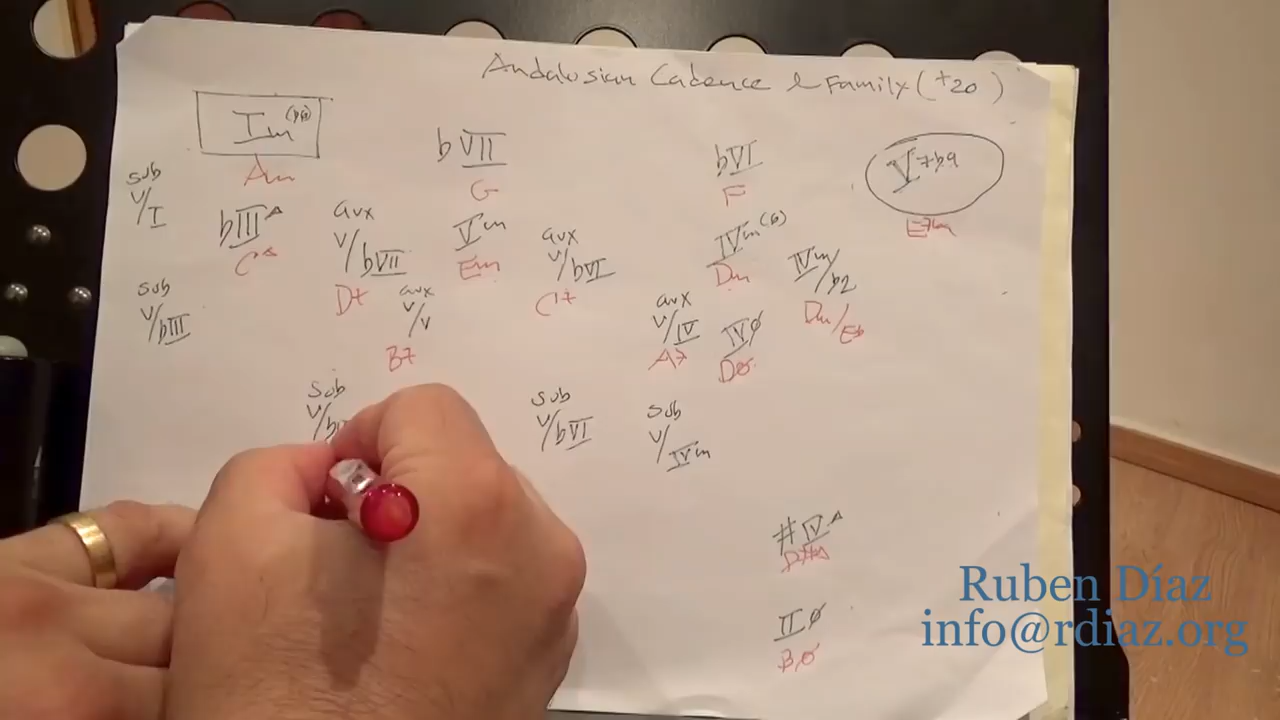 Andalusian Cadence & Family (+20)
Im(b6) bVII bVI V7b9
Am G F
sub V/I
bIII△ aux V/bVII Vm aux V/bVI IVm(6) IVm/b2
C△ D7 Em C7 Dm Dm/Eb
sub V/bIII aux V/V aux V/IV IVø
B7 A7 Dø
sub sub V/bVI sub V/IVm
#IV△
D#△
IIø
Bø
Ruben Díaz
info@rdiaz.org